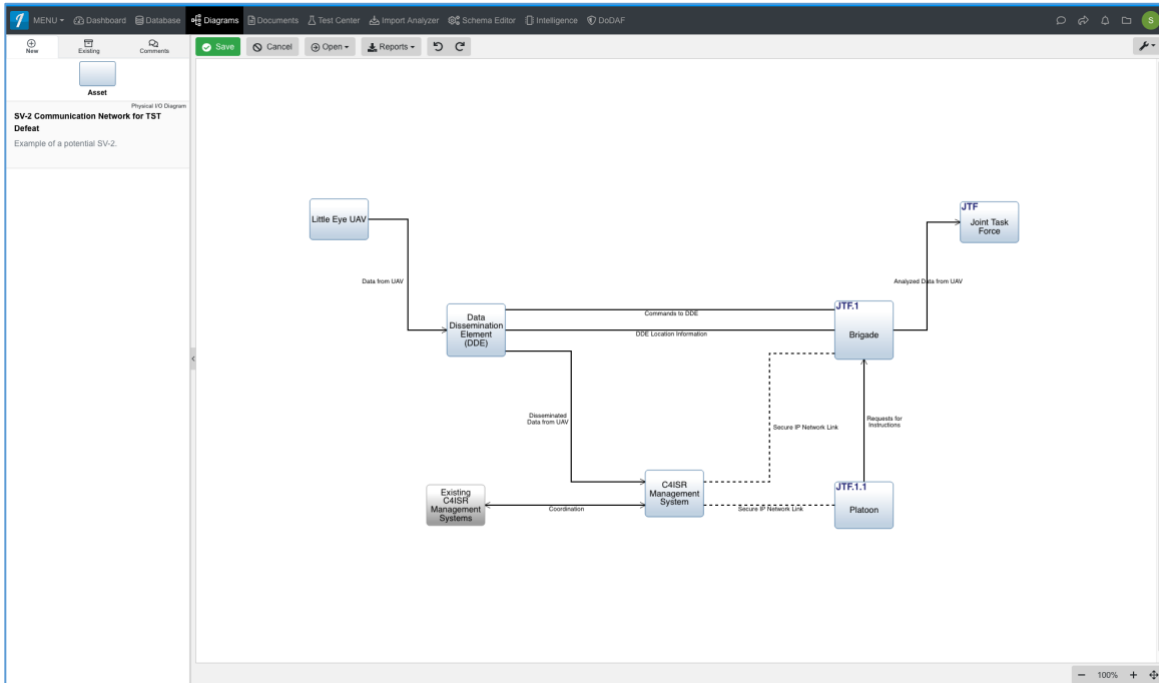 MENU Dashboard Database Diagrams Documents Test Center Import Analyzer Schema Editor Intelligence DoDAF S
New Existing Comments
Save Cancel Open Reports
Asset
Physical I/O Diagram
SV-2 Communication Network for TST
Defeat
Example of a potential SV-2.
Little Eye UAV
JTF
Joint Task
Force
Data from UAV
Analyzed Data from UAV
Data
Dissemination
Element
(DDE)
Commands to DDE
DDE Location Information
JTF.1
Brigade
Disseminated
Data from UAV
Secure IP Network Link
Requests for
Instructions
Existing
C4ISR
Management
Systems
Coordination
C4ISR
Management
System
Secure IP Network Link
JTF.1.1
Platoon
100%